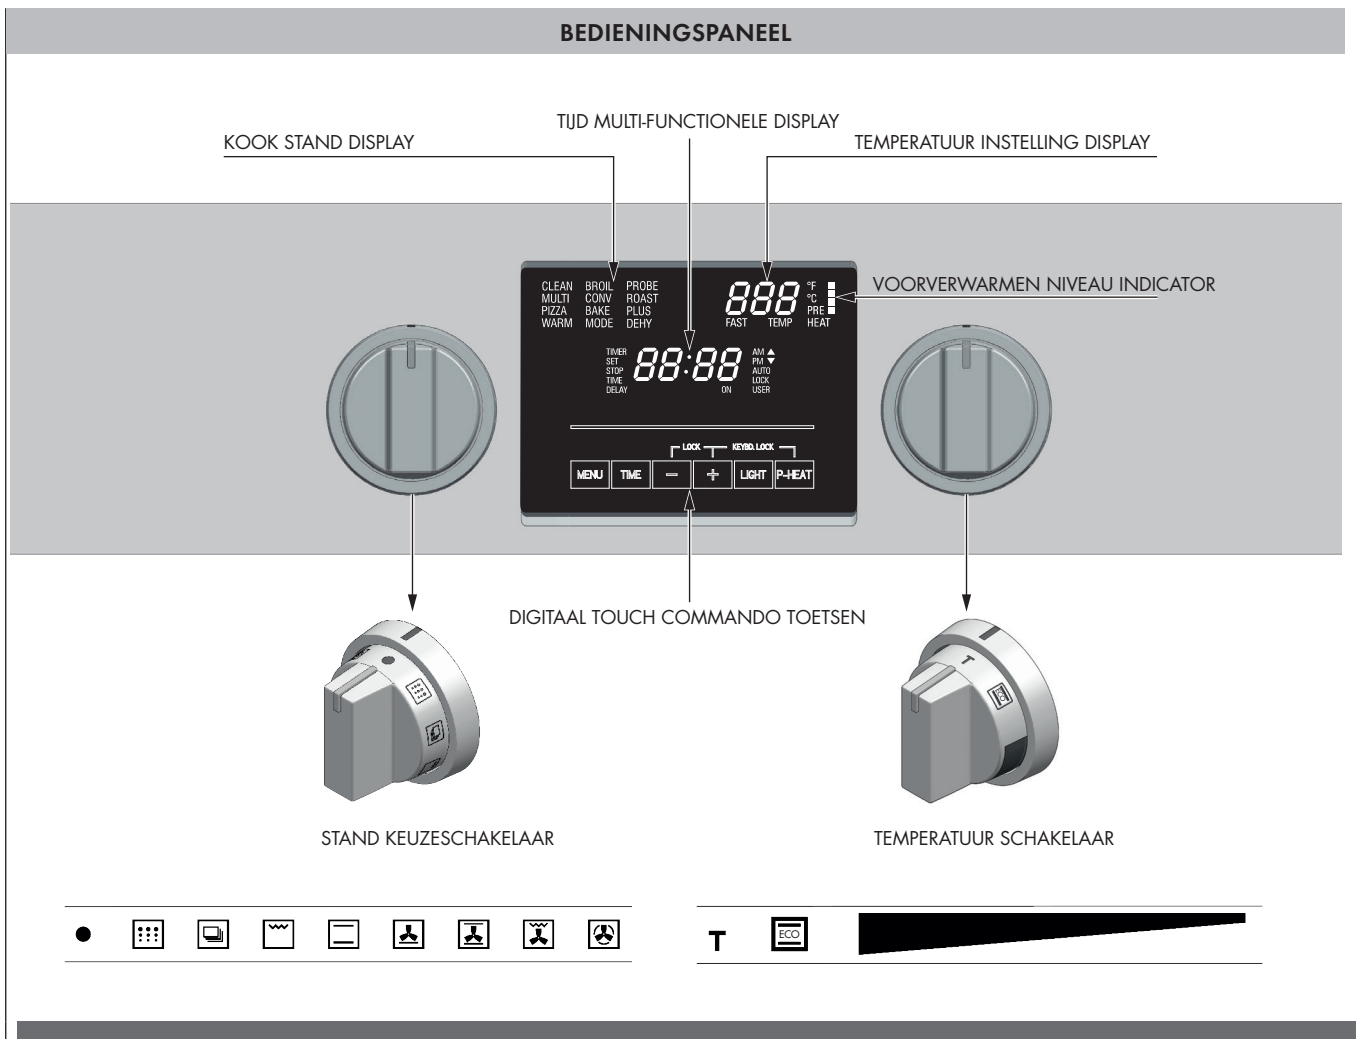 BEDIENINGSPANEEL
TIJD MULTI-FUNCTIONELE DISPLAY
KOOK STAND DISPLAY
TEMPERATUUR INSTELLING DISPLAY
VOORVERWARMEN NIVEAU INDICATOR
CLEAN BROIL PROBE
MULTI CONV ROAST
PIZZA BAKE PLUS
WARM MODE DEHY
888
°F
°C
PRE
FAST TEMP HEAT
TIMER
SET
STOP
TIME
DELAY
88:88
ON
AM ▲
PM ▼
AUTO
LOCK
USER
LOCK KEYBD. LOCK
MENU TIME − + LIGHT P-HEAT
DIGITAAL TOUCH COMMANDO TOETSEN
T
ECO
STAND KEUZESCHAKELAAR
TEMPERATUUR SCHAKELAAR
T ECO